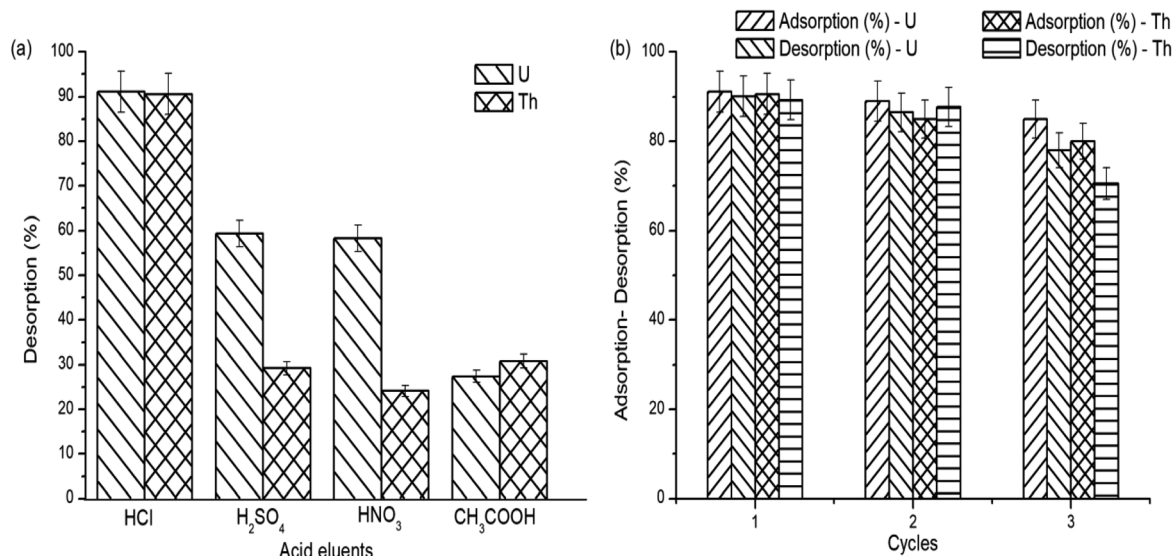 (a)
100
90
80
70
60
50
40
30
20
10
0
Desorption (%)
U
Th
HCl
H₂SO₄
HNO₃
CH₃COOH
Acid eluents
(b)
Adsorption (%) - U
Desorption (%) - U
Adsorption (%) - Th
Desorption (%) - Th
100
80
60
40
20
0
Adsorption- Desorption (%)
1
2
3
Cycles